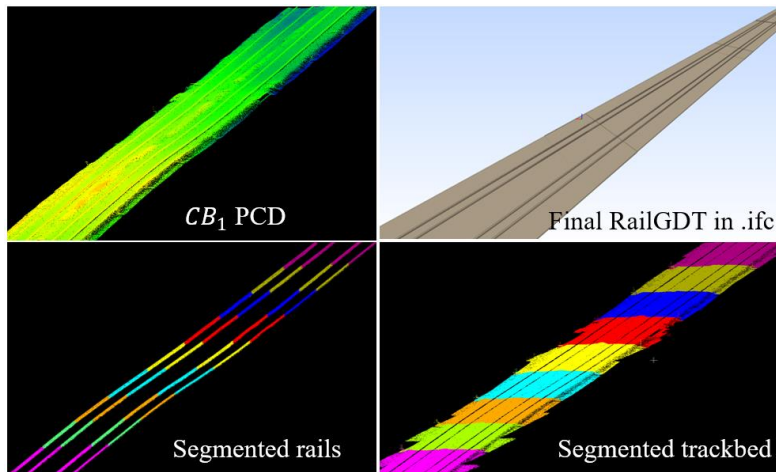 CB₁ PCD
Final RailGDT in .ifc
Segmented rails
Segmented trackbed